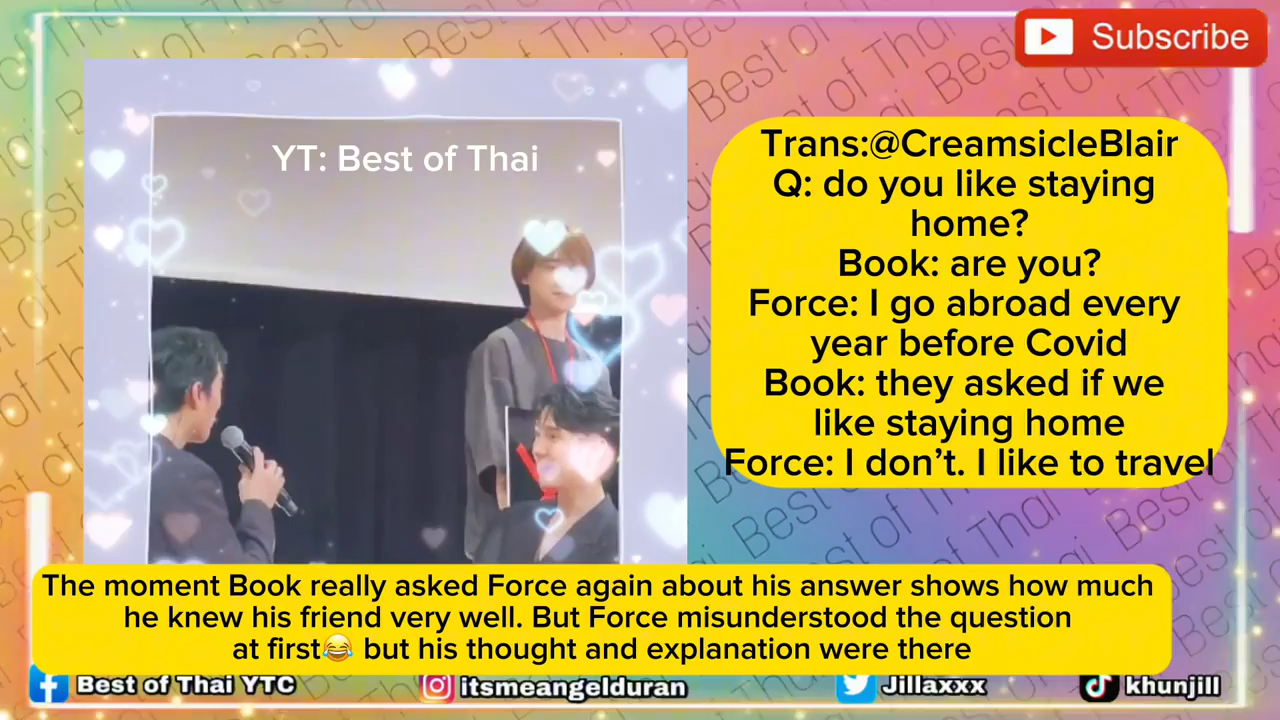 Subscribe
YT: Best of Thai
Trans:@CreamsicleBlair
Q: do you like staying
home?
Book: are you?
Force: I go abroad every
year before Covid
Book: they asked if we
like staying home
Force: I don’t. I like to travel
The moment Book really asked Force again about his answer shows how much
he knew his friend very well. But Force misunderstood the question
at first😂 but his thought and explanation were there
Best of Thai YTC
itsmeangelduran
Jillaxxx
khunjill